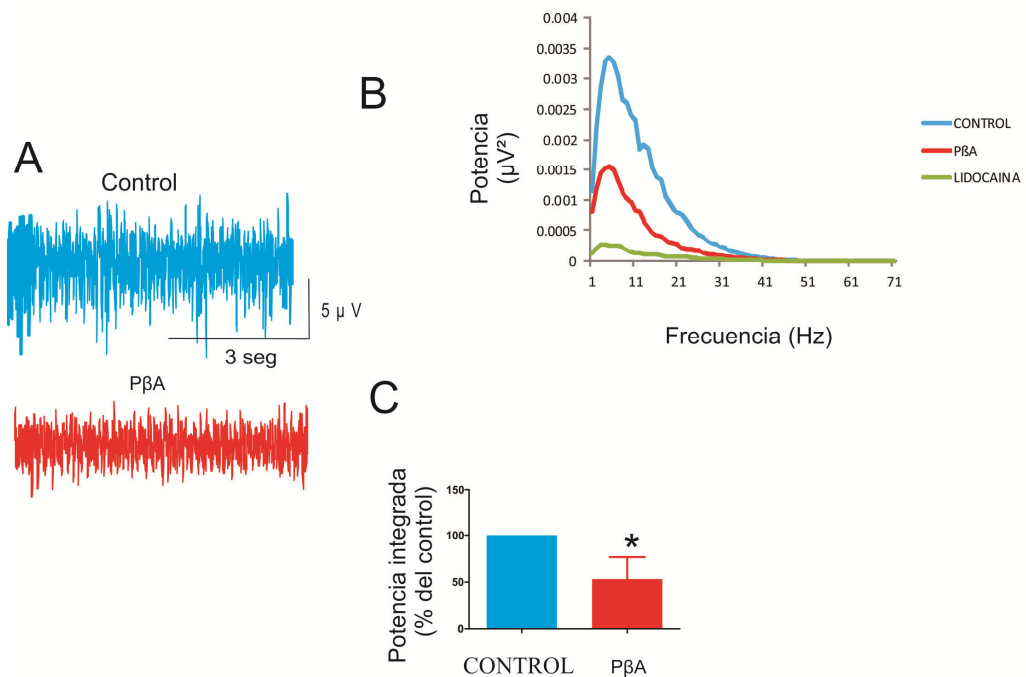 A
Control
5 µ V
3 seg
PβA
B
Potencia
(µV²)
0.004
0.0035
0.003
0.0025
0.002
0.0015
0.001
0.0005
0
1 11 21 31 41 51 61 71
Frecuencia (Hz)
CONTROL
PßA
LIDOCAINA
C
Potencia integrada
(% del control)
150
100
50
0
*
CONTROL PβA